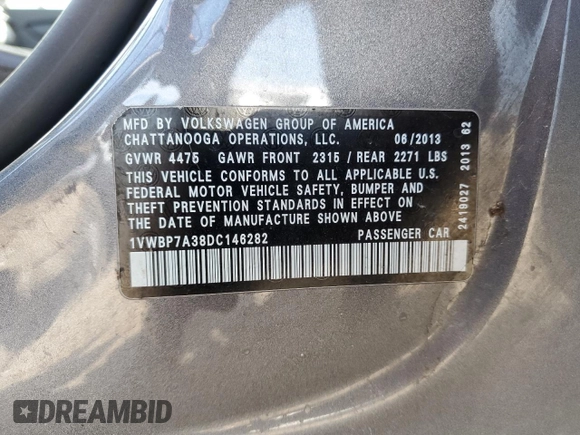 MFD BY VOLKSWAGEN GROUP OF AMERICA
CHATTANOOGA OPERATIONS, LLC. 06/2013
GVWR 4475 GAWR FRONT 2315 / REAR 2271 LBS
THIS VEHICLE CONFORMS TO ALL APPLICABLE U.S.
FEDERAL MOTOR VEHICLE SAFETY, BUMPER AND
THEFT PREVENTION STANDARDS IN EFFECT ON
THE DATE OF MANUFACTURE SHOWN ABOVE
1VWBP7A38DC146282 PASSENGER CAR
2419027 2013 62
DREAMBID